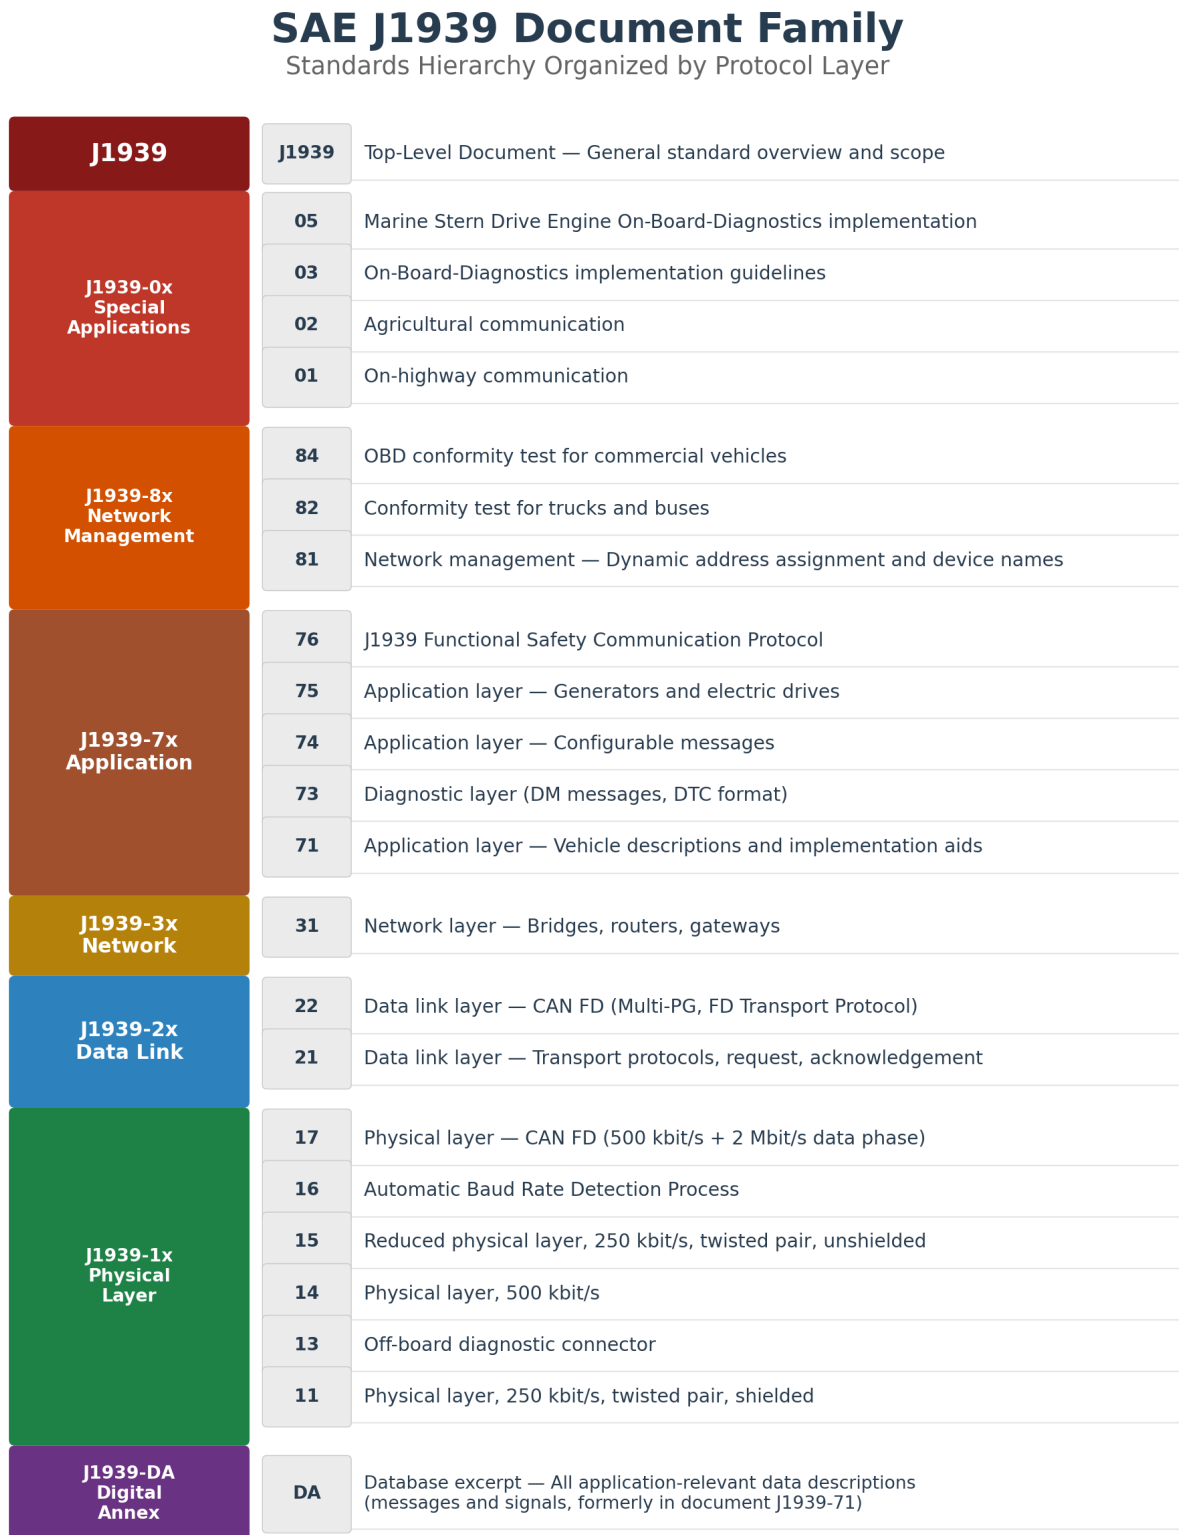 SAE J1939 Document Family
Standards Hierarchy Organized by Protocol Layer
J1939
J1939
Top-Level Document — General standard overview and scope
J1939-0x
Special
Applications
05
Marine Stern Drive Engine On-Board-Diagnostics implementation
03
On-Board-Diagnostics implementation guidelines
02
Agricultural communication
01
On-highway communication
J1939-8x
Network
Management
84
OBD conformity test for commercial vehicles
82
Conformity test for trucks and buses
81
Network management — Dynamic address assignment and device names
J1939-7x
Application
76
J1939 Functional Safety Communication Protocol
75
Application layer — Generators and electric drives
74
Application layer — Configurable messages
73
Diagnostic layer (DM messages, DTC format)
71
Application layer — Vehicle descriptions and implementation aids
J1939-3x
Network
31
Network layer — Bridges, routers, gateways
J1939-2x
Data Link
22
Data link layer — CAN FD (Multi-PG, FD Transport Protocol)
21
Data link layer — Transport protocols, request, acknowledgement
J1939-1x
Physical
Layer
17
Physical layer — CAN FD (500 kbit/s + 2 Mbit/s data phase)
16
Automatic Baud Rate Detection Process
15
Reduced physical layer, 250 kbit/s, twisted pair, unshielded
14
Physical layer, 500 kbit/s
13
Off-board diagnostic connector
11
Physical layer, 250 kbit/s, twisted pair, shielded
J1939-DA
Digital
Annex
DA
Database excerpt — All application-relevant data descriptions
(messages and signals, formerly in document J1939-71)